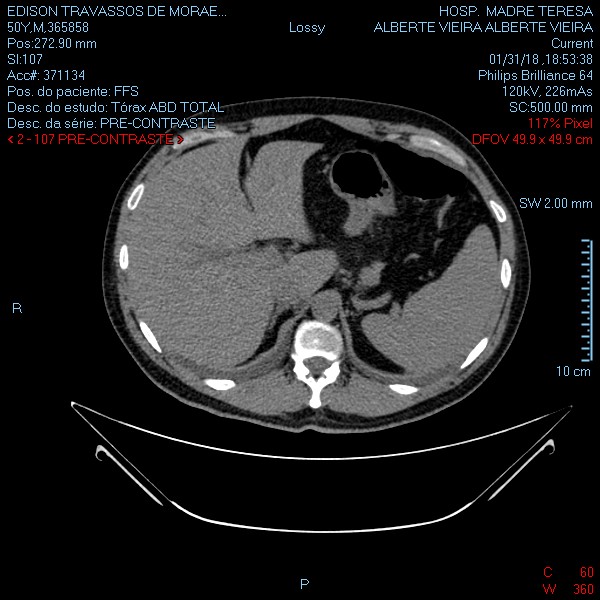 EDISON TRAVASSOS DE MORAE...
50Y,M,365858
Pos:272.90 mm
Sl:107
Acc#: 371134
Pos. do paciente: FFS
Desc. do estudo: Tórax ABD TOTAL
Desc. da série: PRE-CONTRASTE
< 2 - 107 PRE-CONTRASTE >
Lossy
HOSP. MADRE TERESA
ALBERTE VIEIRA ALBERTE VIEIRA
Current
01/31/18 ,18:53:38
Philips Brilliance 64
120kV, 226mAs
SC:500.00 mm
117% Pixel
DFOV 49.9 x 49.9 cm
SW 2.00 mm
R
10 cm
P
C 60
W 360